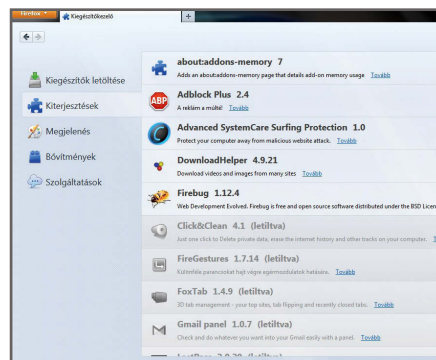 Firefox
Kiegészítőkezelő
Kiegészítők letöltése
Kiterjesztések
Megjelenés
Bővítmények
Szolgáltatások
about:addons-memory 7
Adds an about:addons-memory page that details add-on memory usage Tovább
ABP
Adblock Plus 2.4
A reklám a múlté! Tovább
Advanced SystemCare Surfing Protection 1.0
Protect your computer away from malicious website attack. Tovább
DownloadHelper 4.9.21
Download videos and images from many sites Tovább
Firebug 1.12.4
Web Development Evolved. Firebug is free and open source software distributed under the BSD Licen
Click&Clean 4.1 (letiltva)
Just one click to Delete private data, erase the internet history and other tracks on your computer.
FireGestures 1.7.14 (letiltva)
Különféle parancsokat hajt végre egérmozdulatok hatására. Tovább
FoxTab 1.4.9 (letiltva)
3D tab management - your top sites, tab flipping and recently closed tabs. Tovább
Gmail panel 1.0.7 (letiltva)
Check and do whatever you want into your Gmail easily with a panel. Tovább